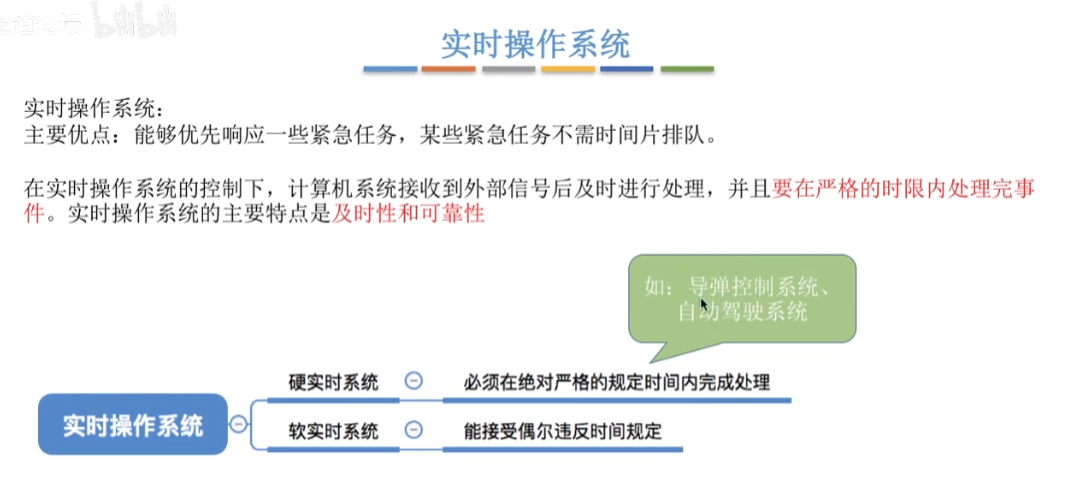 bilibili
实时操作系统
实时操作系统：
主要优点：能够优先响应一些紧急任务，某些紧急任务不需时间片排队。
在实时操作系统的控制下，计算机系统接收到外部信号后及时进行处理，并且要在严格的时限内处理完事
件。实时操作系统的主要特点是及时性和可靠性
如：导弹控制系统、
自动驾驶系统
硬实时系统
必须在绝对严格的规定时间内完成处理
实时操作系统
软实时系统
能接受偶尔违反时间规定